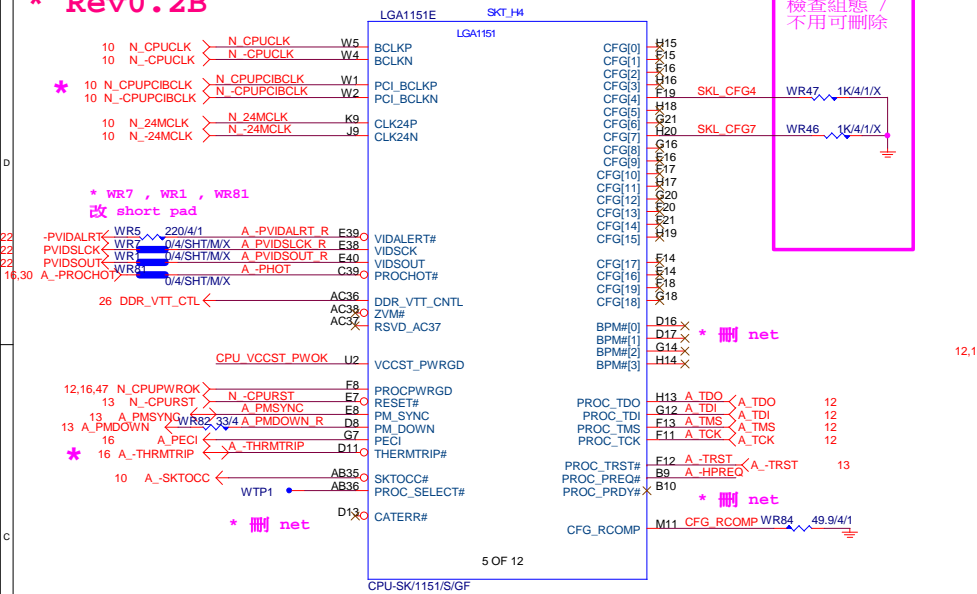 * Rev0.2B
LGA1151E
SKT_H4
LGA1151
檢查組態 /
不用可刪除
10 N_CPUCLK N_CPUCLK W5 BCLKP
10 N_-CPUCLK N_-CPUCLK W4 BCLKN
* 10 N_CPUPCIBCLK N_CPUPCIBCLK W1 PCI_BCLKP
10 N_-CPUPCIBCLK N_-CPUPCIBCLK W2 PCI_BCLKN
10 N_24MCLK N_24MCLK K9 CLK24P
10 N_-24MCLK N_-24MCLK J9 CLK24N
D
* WR7 , WR1 , WR81
改 short pad
22 -PVIDALRT WR5 220/4/1 A_-PVIDALRT_R E39 VIDALERT#
22 PVIDSLCK WR7 0/4/SHT/M/X A_PVIDSLCK_R E38 VIDSCK
22 PVIDSOUT WR1 0/4/SHT/M/X A_PVIDSOUT_R E40 VIDSOUT
16,30 A_-PROCHOT WR81 0/4/SHT/M/X A_-PHOT C39 PROCHOT#
26 DDR_VTT_CTL AC36 DDR_VTT_CNTL
AC38 ZVM#
AC37 RSVD_AC37
CPU_VCCST_PWOK U2 VCCST_PWRGD
12,16,47 N_CPUPWROK F8 PROCPWRGD
13 N_-CPURST N_-CPURST E7 RESET#
13 A_PMSYNC A_PMSYNC E8 PM_SYNC
13 A_PMDOWN WR82 33/4 A_PMDOWN_R D8 PM_DOWN
16 A_PECI G7 PECI
* 16 A_-THRMTRIP A_-THRMTRIP D11 THERMTRIP#
10 A_-SKTOCC AB35 SKTOCC#
WTP1 AB36 PROC_SELECT#
* 刪 net
D13 CATERR#
C
CFG[0] H15
CFG[1] F15
CFG[2] F16
CFG[3] H16
CFG[4] F19 SKL_CFG4 WR47 1K/4/1/X
CFG[5] H18
CFG[6] G21
CFG[7] H20 SKL_CFG7 WR46 1K/4/1/X
CFG[8] G16
CFG[9] E16
CFG[10] F17
CFG[11] H17
CFG[12] G20
CFG[13] F20
CFG[14] F21
CFG[15] H19
CFG[17] F14
CFG[16] E14
CFG[19] F18
CFG[18] G18
BPM#[0] D16
BPM#[1] D17
BPM#[2] G14
BPM#[3] H14
* 刪 net
12,1
PROC_TDO H13 A_TDO A_TDO 12
PROC_TDI G12 A_TDI A_TDI 12
PROC_TMS F13 A_TMS A_TMS 12
PROC_TCK F11 A_TCK A_TCK 12
PROC_TRST# F12 A_-TRST A_-TRST 13
PROC_PREQ# B9 A_-HPREQ
PROC_PRDY# B10
* 刪 net
CFG_RCOMP M11 CFG_RCOMP WR84 49.9/4/1
5 OF 12
CPU-SK/1151/S/GF